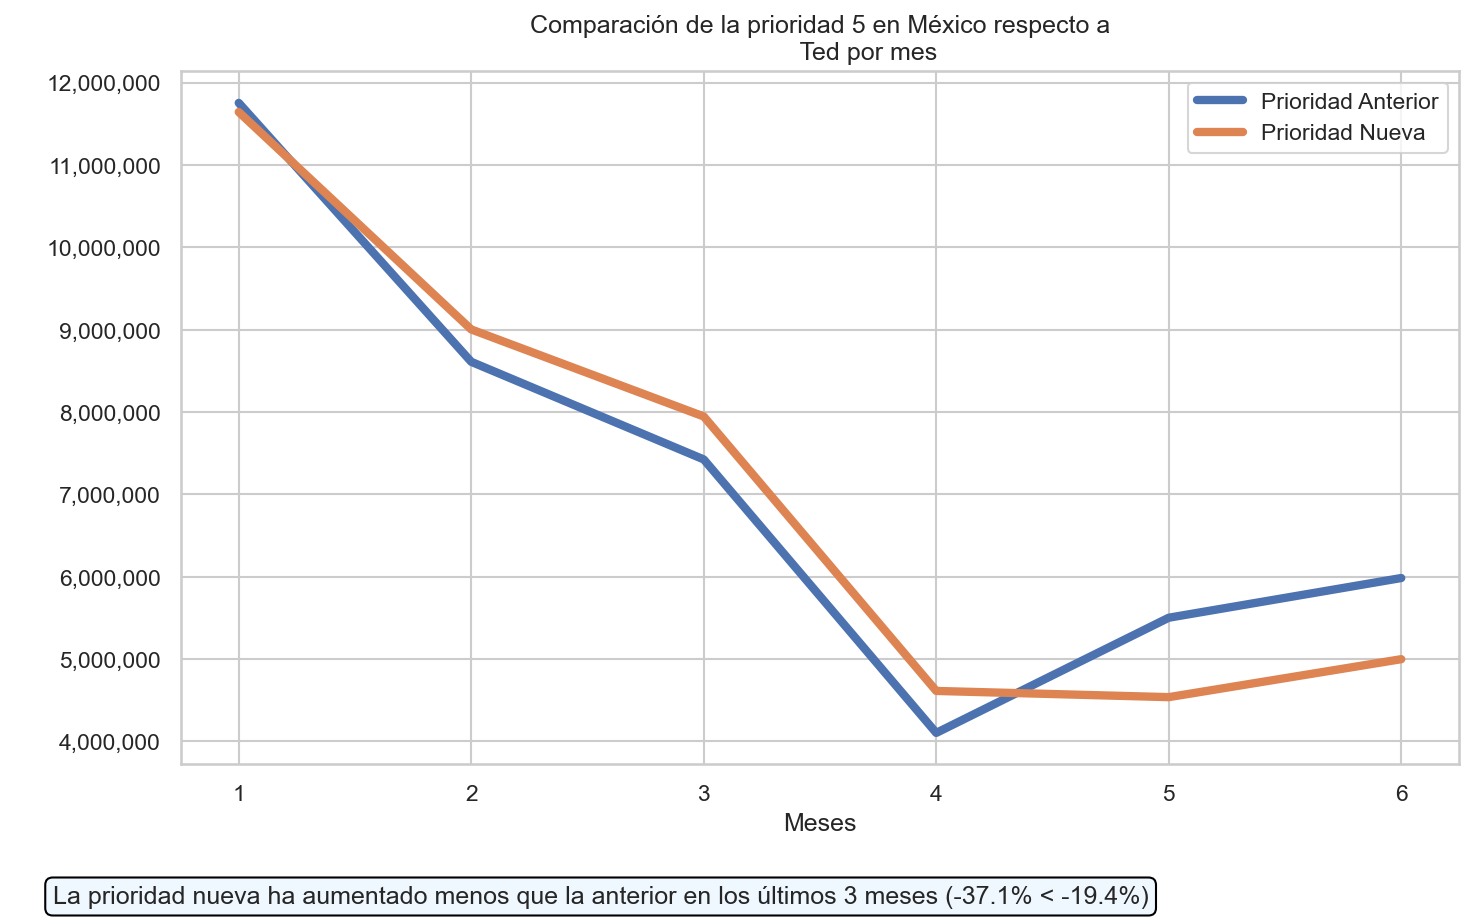 Comparación de la prioridad 5 en México respecto a
Ted por mes
12,000,000
11,000,000
10,000,000
9,000,000
8,000,000
7,000,000
6,000,000
5,000,000
4,000,000
Prioridad Anterior
Prioridad Nueva
1 2 3 4 5 6
Meses
La prioridad nueva ha aumentado menos que la anterior en los últimos 3 meses (-37.1% < -19.4%)